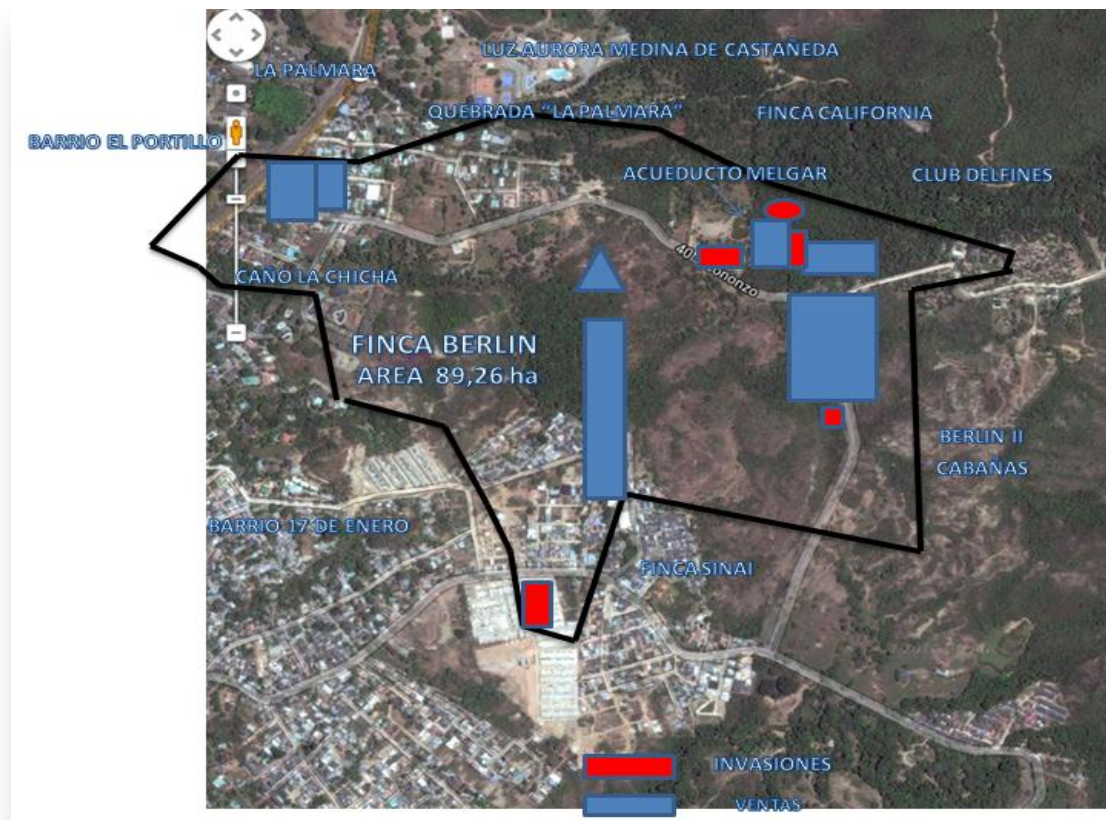 LUZ AURORA MEDINA DE CASTAÑEDA
LA PALMARA
QUEBRADA "LA PALMARA"
FINCA CALIFORNIA
BARRIO EL PORTILLO
ACUEDUCTO MELGAR
CLUB DELFINES
CAÑO LA CHICHA
FINCA BERLIN
AREA 89,26 ha
BERLIN II
CABAÑAS
BARRIO 17 DE ENERO
FINCA SINAI
INVASIONES
VENTAS